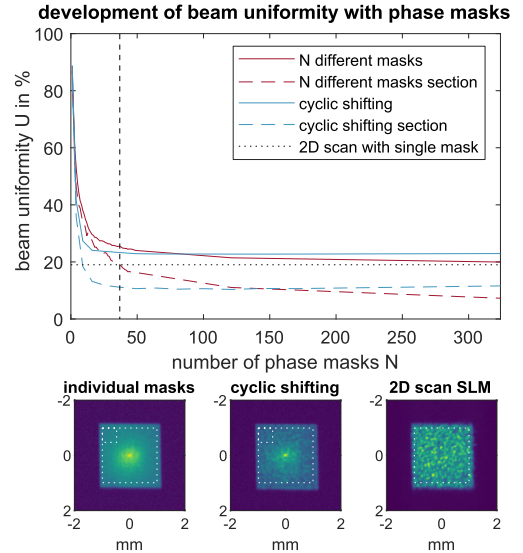 development of beam uniformity with phase masks
100
80
60
40
20
0
beam uniformity U in %
N different masks
N different masks section
cyclic shifting
cyclic shifting section
2D scan with single mask
0 50 100 150 200 250 300
number of phase masks N
individual masks cyclic shifting 2D scan SLM
-2 -2 -2
0 0 0
2 2 2
-2 0 2 -2 0 2 -2 0 2
mm mm mm